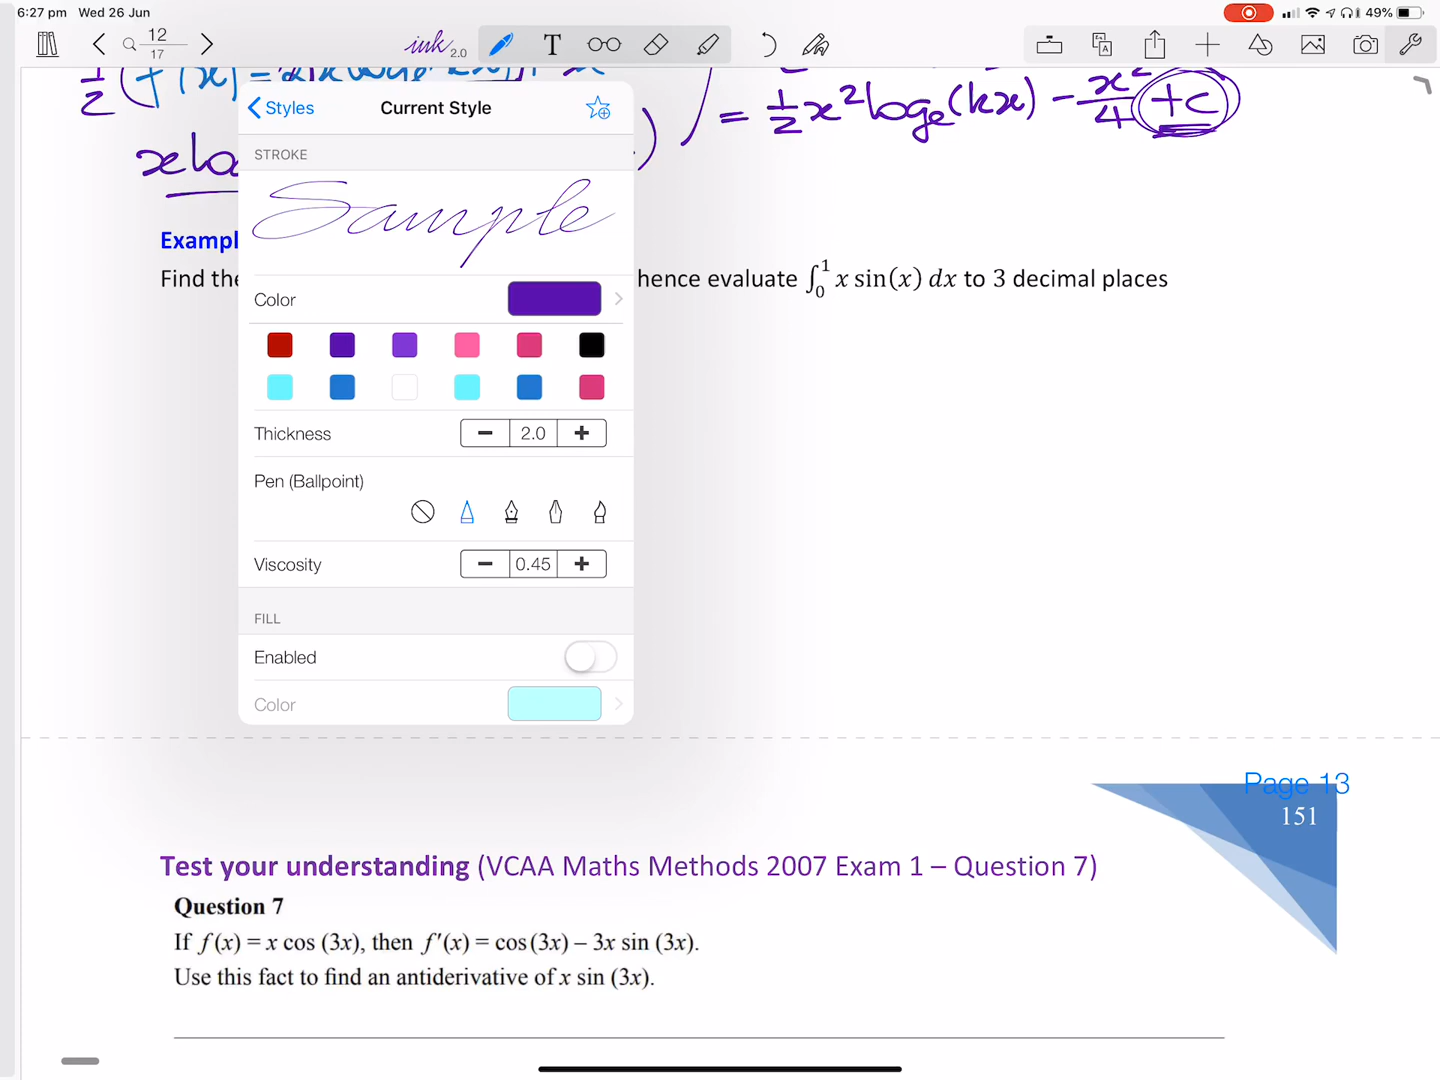 6:27 pm Wed 26 Jun 49%
12
17
ink 2.0 T
Styles Current Style
= 1/2 x² logₑ(kx) − x²/4 + c
STROKE
Sample
Exampl
Find the hence evaluate ∫₀¹ x sin(x) dx to 3 decimal places
Color
Thickness − 2.0 +
Pen (Ballpoint)
Viscosity − 0.45 +
FILL
Enabled
Color
Page 13
151
Test your understanding (VCAA Maths Methods 2007 Exam 1 – Question 7)
Question 7
If f(x) = x cos (3x), then f′(x) = cos (3x) – 3x sin (3x).
Use this fact to find an antiderivative of x sin (3x).